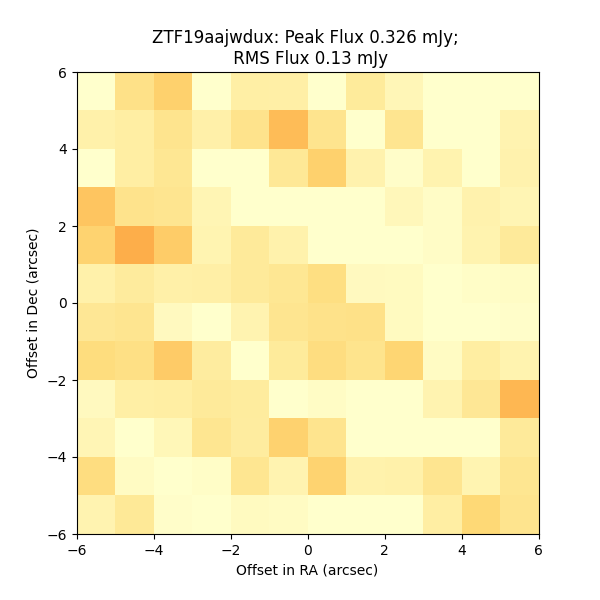 ZTF19aajwdux: Peak Flux 0.326 mJy;
RMS Flux 0.13 mJy
6
4
2
0
−2
−4
−6
Offset in Dec (arcsec)
−6 −4 −2 0 2 4 6
Offset in RA (arcsec)